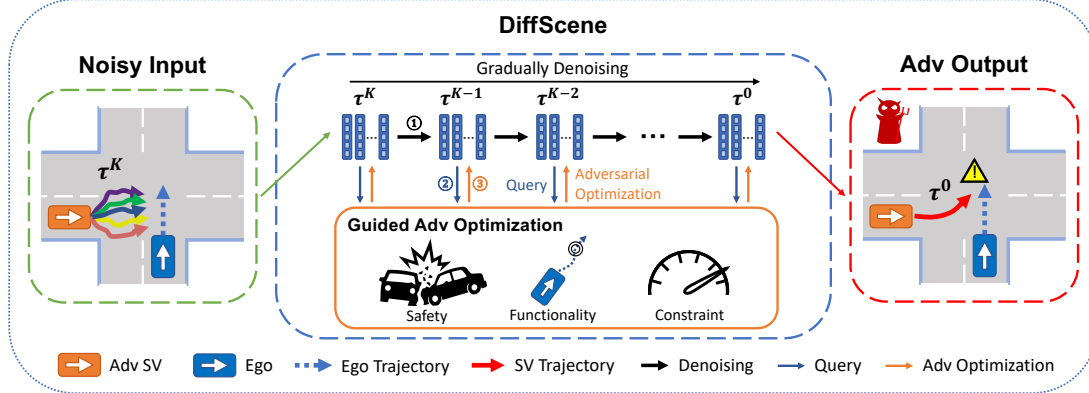 DiffScene
Noisy Input
Adv Output
Gradually Denoising
τ^K
τ^{K-1}
τ^{K-2}
τ^0
①
...
②
③
Query
Adversarial
Optimization
τ^K
τ^0
Guided Adv Optimization
Safety
Functionality
Constraint
Adv SV
Ego
Ego Trajectory
SV Trajectory
Denoising
Query
Adv Optimization